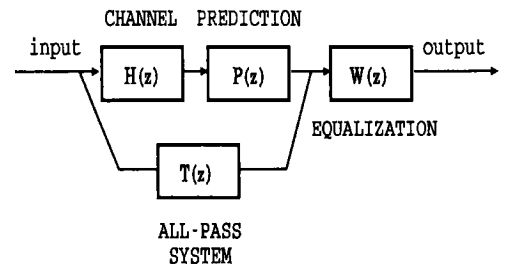 CHANNEL PREDICTION
input
output
H(z)
P(z)
W(z)
EQUALIZATION
T(z)
ALL-PASS
SYSTEM